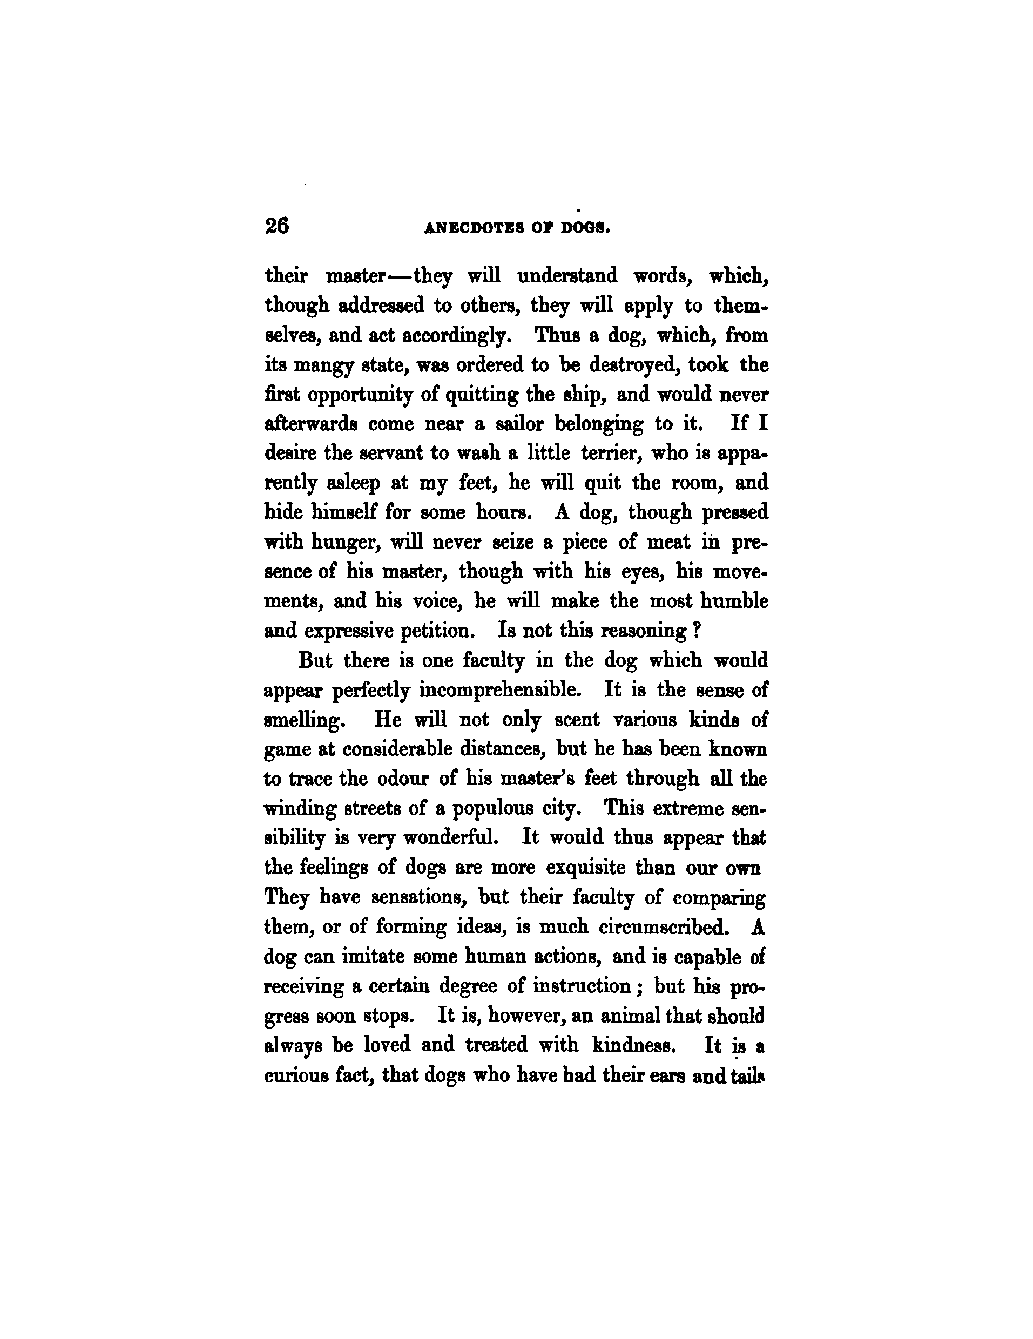 26 ANECDOTES OF DOGS.
their master—they will understand words, which,
though addressed to others, they will apply to them-
selves, and act accordingly. Thus a dog, which, from
its mangy state, was ordered to be destroyed, took the
first opportunity of quitting the ship, and would never
afterwards come near a sailor belonging to it. If I
desire the servant to wash a little terrier, who is appa-
rently asleep at my feet, he will quit the room, and
hide himself for some hours. A dog, though pressed
with hunger, will never seize a piece of meat in pre-
sence of his master, though with his eyes, his move-
ments, and his voice, he will make the most humble
and expressive petition. Is not this reasoning?
But there is one faculty in the dog which would
appear perfectly incomprehensible. It is the sense of
smelling. He will not only scent various kinds of
game at considerable distances, but he has been known
to trace the odour of his master's feet through all the
winding streets of a populous city. This extreme sen-
sibility is very wonderful. It would thus appear that
the feelings of dogs are more exquisite than our own
They have sensations, but their faculty of comparing
them, or of forming ideas, is much circumscribed. A
dog can imitate some human actions, and is capable of
receiving a certain degree of instruction; but his pro-
gress soon stops. It is, however, an animal that should
always be loved and treated with kindness. It is a
curious fact, that dogs who have had their ears and tails